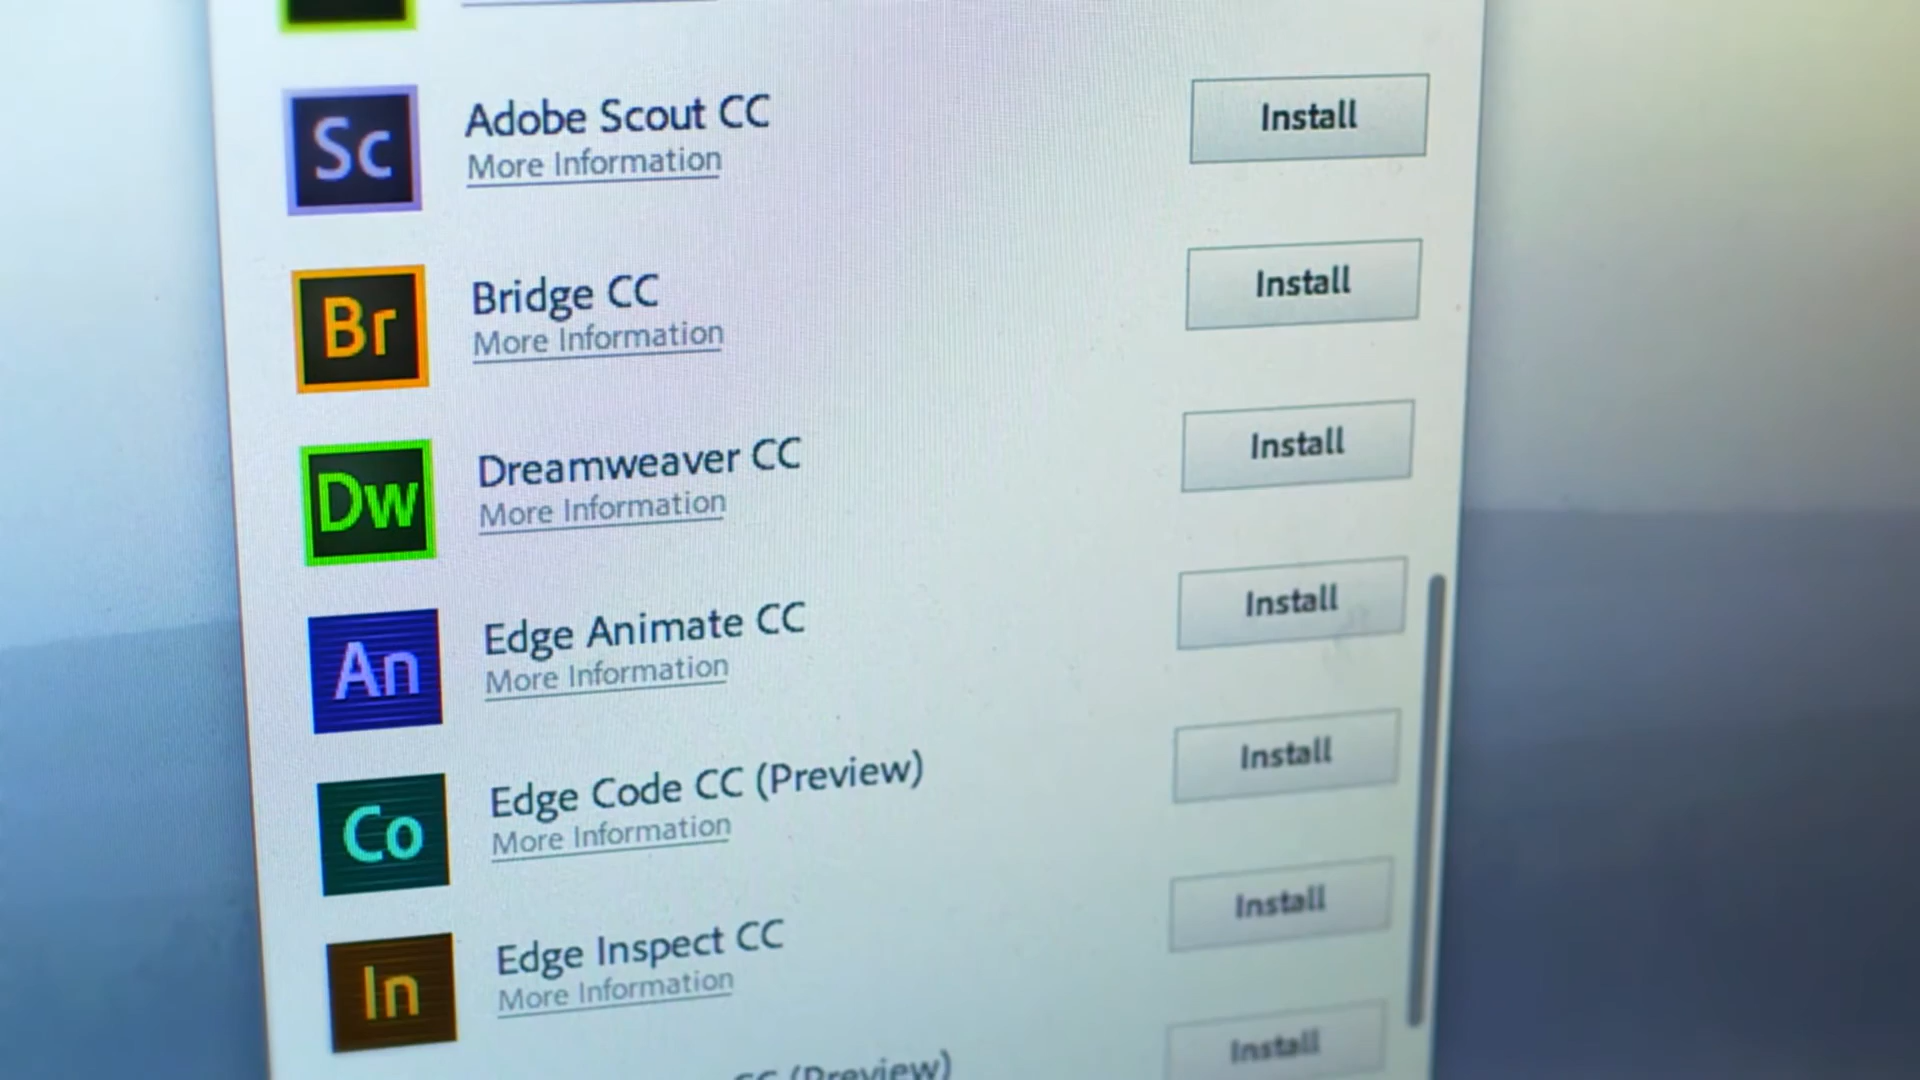 Sc Adobe Scout CC Install
More Information
Br Bridge CC Install
More Information
Dw Dreamweaver CC Install
More Information
An Edge Animate CC Install
More Information
Co Edge Code CC (Preview) Install
More Information
In Edge Inspect CC Install
More Information
CC (Preview) Install